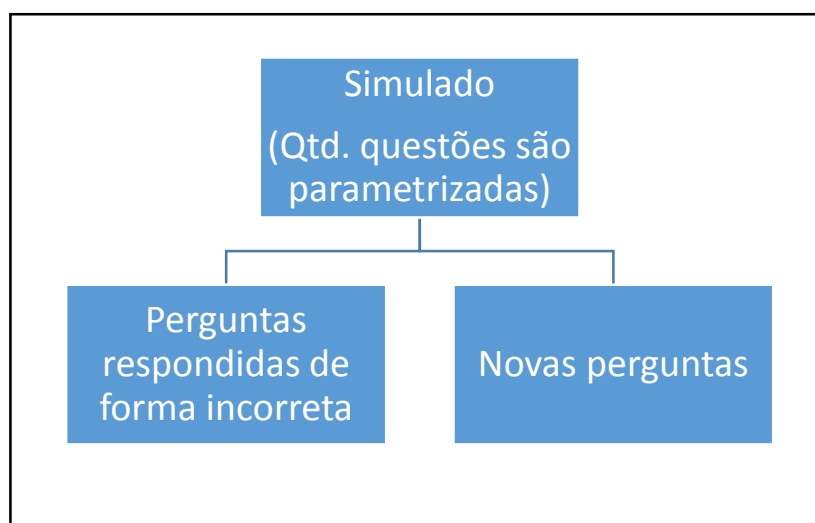 Simulado
(Qtd. questões são
parametrizadas)
Perguntas
respondidas de
forma incorreta
Novas perguntas